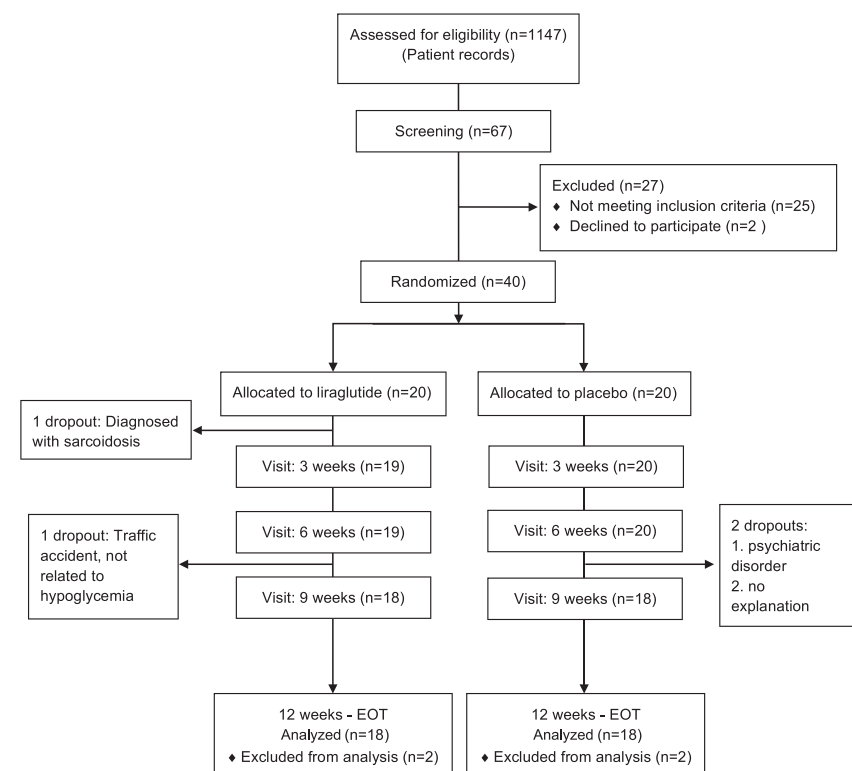 Assessed for eligibility (n=1147)
(Patient records)
Screening (n=67)
Excluded (n=27)
♦ Not meeting inclusion criteria (n=25)
♦ Declined to participate (n=2 )
Randomized (n=40)
Allocated to liraglutide (n=20)
Allocated to placebo (n=20)
1 dropout: Diagnosed
with sarcoidosis
Visit: 3 weeks (n=19)
Visit: 3 weeks (n=20)
Visit: 6 weeks (n=19)
Visit: 6 weeks (n=20)
1 dropout: Traffic
accident, not
related to
hypoglycemia
2 dropouts:
1. psychiatric
disorder
2. no
explanation
Visit: 9 weeks (n=18)
Visit: 9 weeks (n=18)
12 weeks - EOT
Analyzed (n=18)
♦ Excluded from analysis (n=2)
12 weeks - EOT
Analyzed (n=18)
♦ Excluded from analysis (n=2)